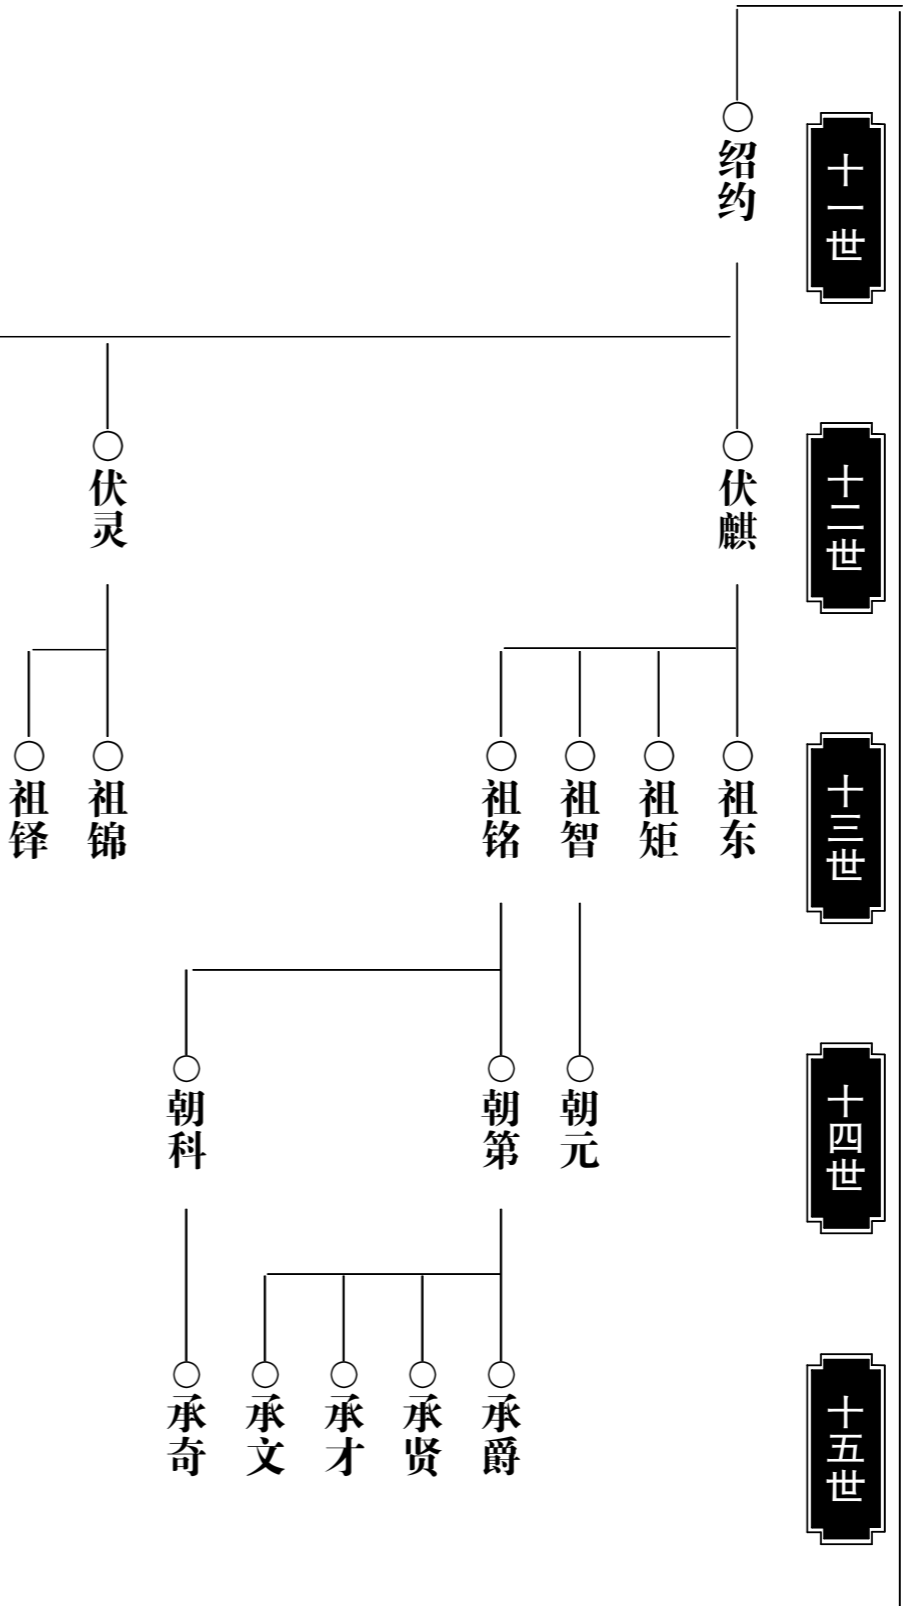 十一世
绍约
十二世
伏麒
伏灵
十三世
祖东
祖矩
祖智
祖铭
祖锦
祖铎
十四世
朝元
朝第
朝科
十五世
承爵
承贤
承才
承文
承奇